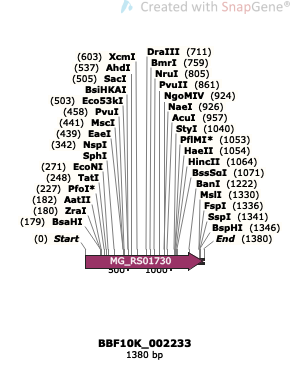 Created with SnapGene®
(603) XcmI
(537) AhdI
(505) SacI
BsiHKAI
(503) Eco53kI
(458) PvuI
(441) MscI
(439) EaeI
(342) NspI
SphI
(271) EcoNI
(248) TatI
(227) PfoI*
(182) AatII
(180) ZraI
(179) BsaHI
(0) Start
DraIII (711)
BmrI (759)
NruI (805)
PvuII (861)
NgoMIV (924)
NaeI (926)
AcuI (957)
StyI (1040)
PflMI* (1053)
HaeII (1054)
HincII (1064)
BssSαI (1071)
BanI (1222)
MslI (1330)
FspI (1336)
SspI (1341)
BspHI (1346)
End (1380)
MG_RS01730
500 1000
BBF10K_002233
1380 bp